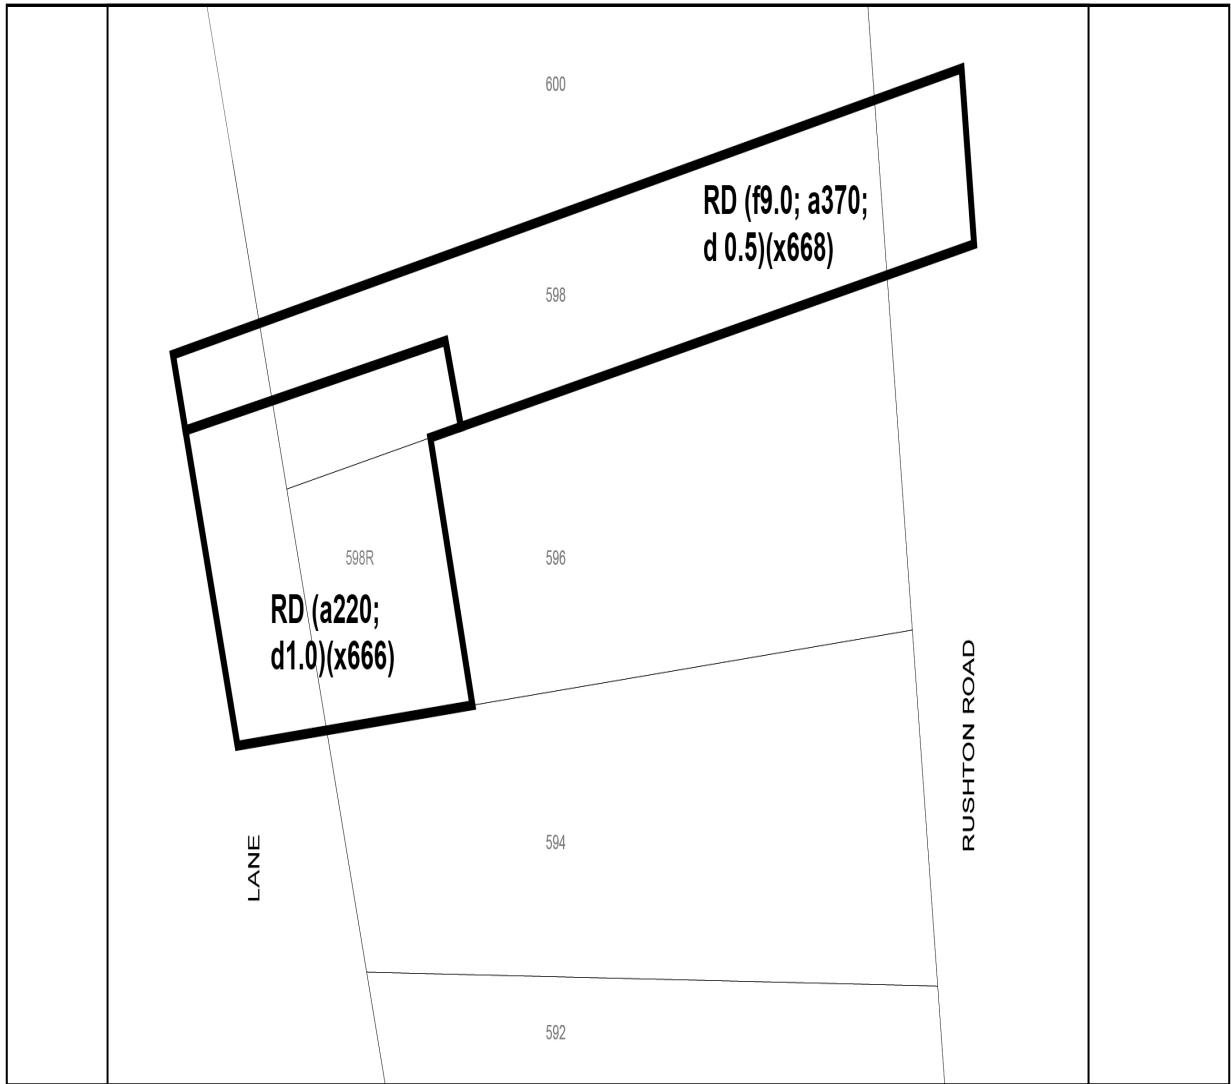 600
RD (f9.0; a370;
d 0.5)(x668)
598
598R
596
RD (a220;
d1.0)(x666)
RUSHTON ROAD
LANE
594
592